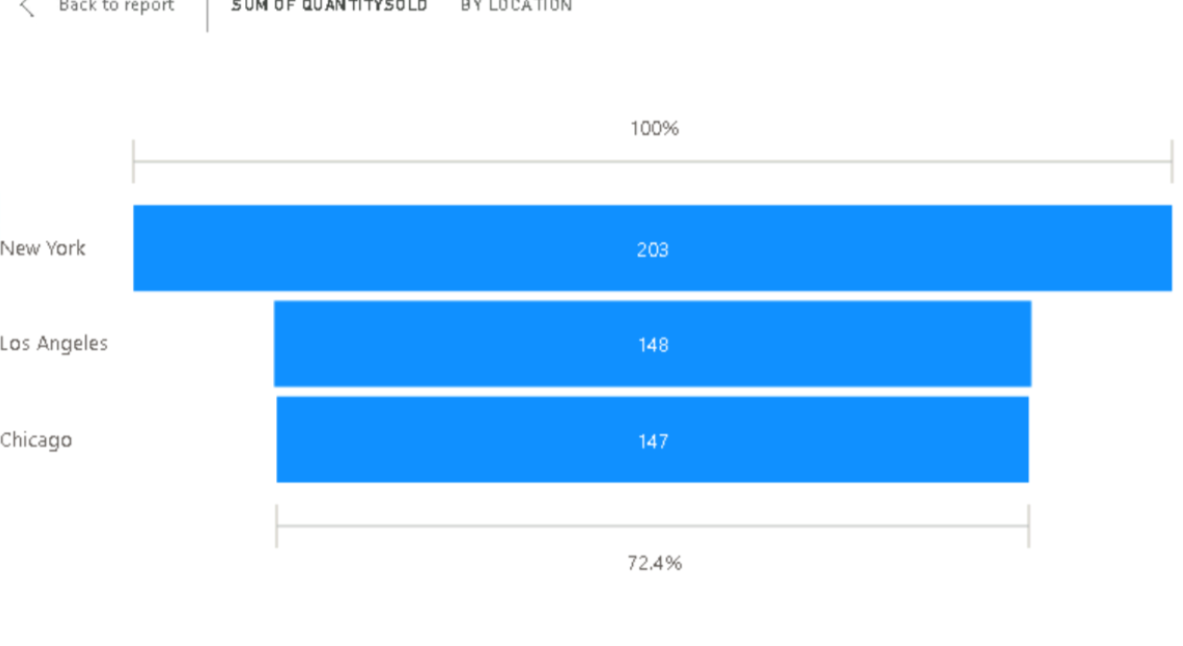 Back to report SUM OF QUANTITYSOLD BY LOCATION
100%
New York 203
Los Angeles 148
Chicago 147
72.4%